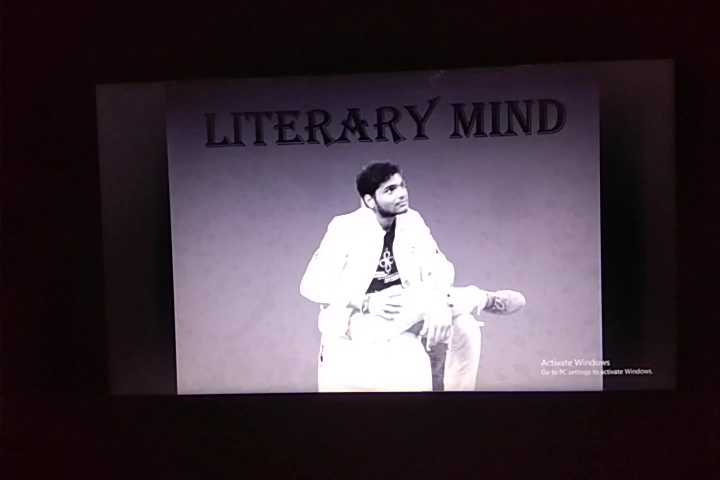 LITERARY MIND
Activate Windows
Go to PC settings to activate Windows.